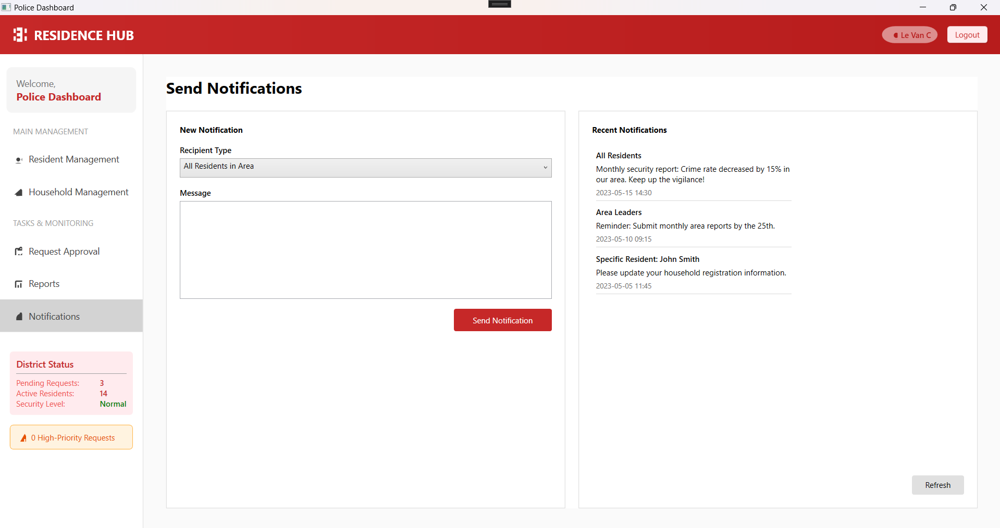 Police Dashboard
RESIDENCE HUB
Le Van C
Logout
Welcome,
Police Dashboard
MAIN MANAGEMENT
Resident Management
Household Management
TASKS & MONITORING
Request Approval
Reports
Notifications
District Status
Pending Requests: 3
Active Residents: 14
Security Level: Normal
0 High-Priority Requests
Send Notifications
New Notification
Recipient Type
All Residents in Area
Message
Send Notification
Recent Notifications
All Residents
Monthly security report: Crime rate decreased by 15% in
our area. Keep up the vigilance!
2023-05-15 14:30
Area Leaders
Reminder: Submit monthly area reports by the 25th.
2023-05-10 09:15
Specific Resident: John Smith
Please update your household registration information.
2023-05-05 11:45
Refresh